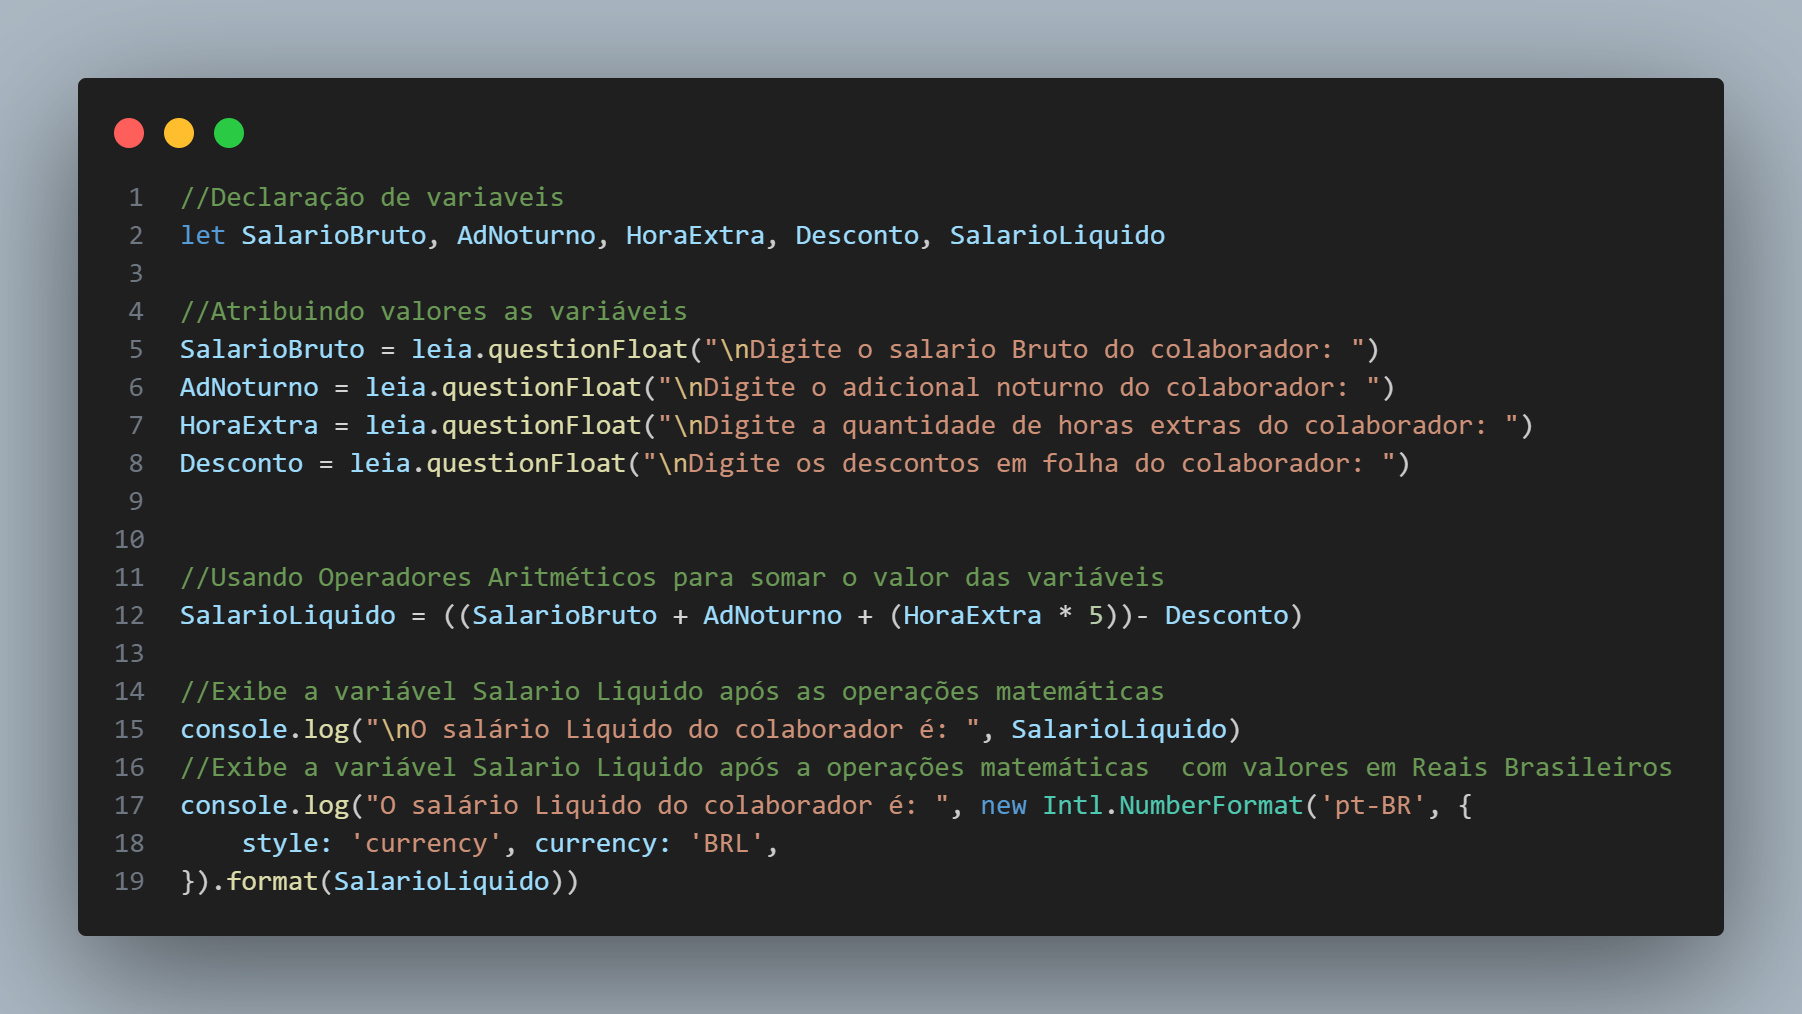 1 //Declaração de variaveis
2 let SalarioBruto, AdNoturno, HoraExtra, Desconto, SalarioLiquido
3
4 //Atribuindo valores as variáveis
5 SalarioBruto = leia.questionFloat("\nDigite o salario Bruto do colaborador: ")
6 AdNoturno = leia.questionFloat("\nDigite o adicional noturno do colaborador: ")
7 HoraExtra = leia.questionFloat("\nDigite a quantidade de horas extras do colaborador: ")
8 Desconto = leia.questionFloat("\nDigite os descontos em folha do colaborador: ")
9
10
11 //Usando Operadores Aritméticos para somar o valor das variáveis
12 SalarioLiquido = ((SalarioBruto + AdNoturno + (HoraExtra * 5))- Desconto)
13
14 //Exibe a variável Salario Liquido após as operações matemáticas
15 console.log("\nO salário Liquido do colaborador é: ", SalarioLiquido)
16 //Exibe a variável Salario Liquido após a operações matemáticas  com valores em Reais Brasileiros
17 console.log("O salário Liquido do colaborador é: ", new Intl.NumberFormat('pt-BR', {
18     style: 'currency', currency: 'BRL',
19 }).format(SalarioLiquido))